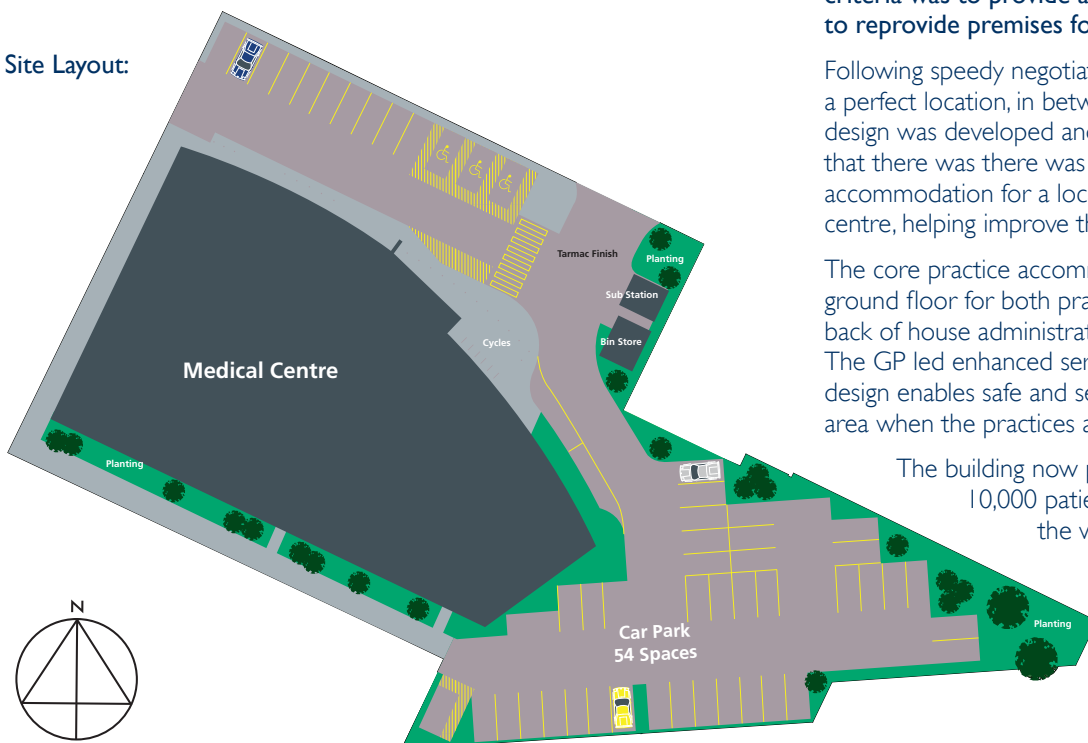 Site Layout:
Tarmac Finish
Planting
Sub Station
Bin Store
Cycles
Medical Centre
Planting
Car Park
54 Spaces
Planting
N
criteria was to provide a
to reprovide premises fo
Following speedy negotiat
a perfect location, in betw
design was developed and
that there was there was
accommodation for a loc
centre, helping improve th
The core practice accomm
ground floor for both pra
back of house administrat
The GP led enhanced ser
design enables safe and se
area when the practices a
The building now p
10,000 patie
the v